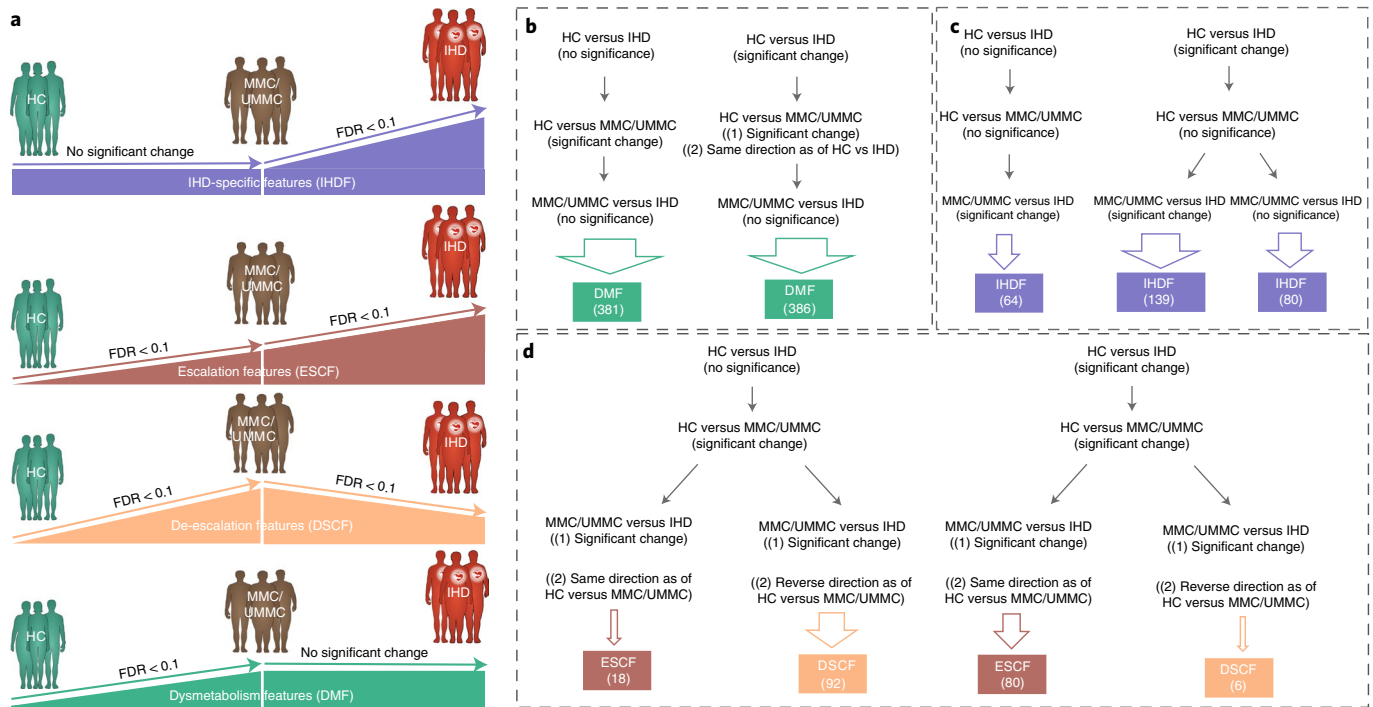 a
HC
MMC/
UMMC
IHD
No significant change
FDR < 0.1
IHD-specific features (IHDF)
HC
MMC/
UMMC
IHD
FDR < 0.1
FDR < 0.1
Escalation features (ESCF)
HC
MMC/
UMMC
IHD
FDR < 0.1
FDR < 0.1
De-escalation features (DSCF)
HC
MMC/
UMMC
IHD
FDR < 0.1
No significant change
Dysmetabolism features (DMF)
b
HC versus IHD
(no significance)
HC versus MMC/UMMC
(significant change)
MMC/UMMC versus IHD
(no significance)
DMF
(381)
HC versus IHD
(significant change)
HC versus MMC/UMMC
((1) Significant change)
((2) Same direction as of HC vs IHD)
MMC/UMMC versus IHD
(no significance)
DMF
(386)
c
HC versus IHD
(no significance)
HC versus MMC/UMMC
(no significance)
MMC/UMMC versus IHD
(significant change)
IHDF
(64)
HC versus IHD
(significant change)
HC versus MMC/UMMC
(no significance)
MMC/UMMC versus IHD
(significant change)
IHDF
(139)
MMC/UMMC versus IHD
(no significance)
IHDF
(80)
d
HC versus IHD
(no significance)
HC versus MMC/UMMC
(significant change)
MMC/UMMC versus IHD
((1) Significant change)
((2) Same direction as of
HC versus MMC/UMMC)
ESCF
(18)
MMC/UMMC versus IHD
((1) Significant change)
((2) Reverse direction as of
HC versus MMC/UMMC)
DSCF
(92)
HC versus IHD
(significant change)
HC versus MMC/UMMC
(significant change)
MMC/UMMC versus IHD
((1) Significant change)
((2) Same direction as of
HC versus MMC/UMMC)
ESCF
(80)
MMC/UMMC versus IHD
((1) Significant change)
((2) Reverse direction as of
HC versus MMC/UMMC)
DSCF
(6)